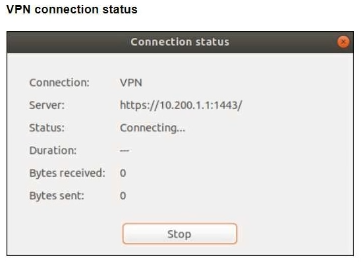 VPN connection status
Connection status
Connection: VPN
Server: https://10.200.1.1:1443/
Status: Connecting...
Duration: ---
Bytes received: 0
Bytes sent: 0
Stop